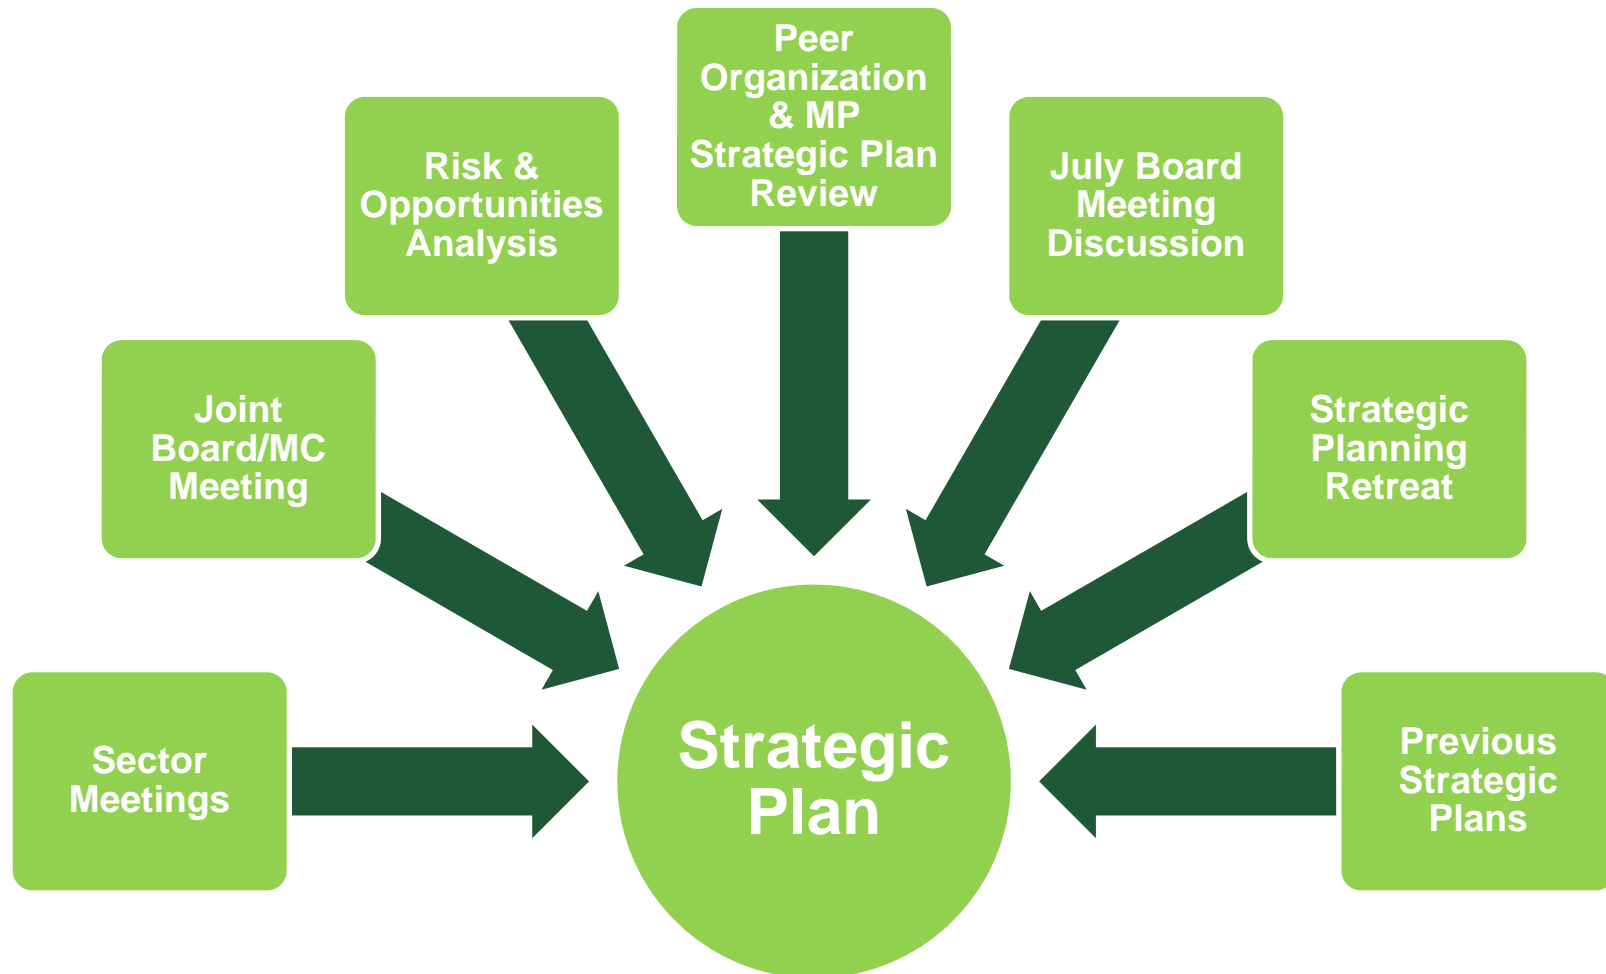 Peer
Organization
& MP
Strategic Plan
Review
Risk &
Opportunities
Analysis
July Board
Meeting
Discussion
Joint
Board/MC
Meeting
Strategic
Planning
Retreat
Sector
Meetings
Strategic
Plan
Previous
Strategic
Plans